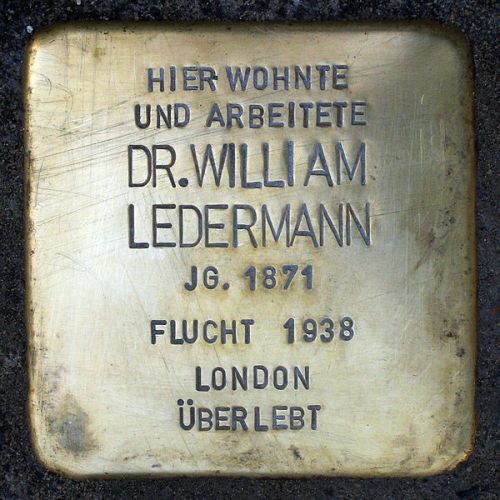 HIER WOHNTE
UND ARBEITETE
DR. WILLIAM
LEDERMANN
JG. 1871
FLUCHT 1938
LONDON
ÜBERLEBT